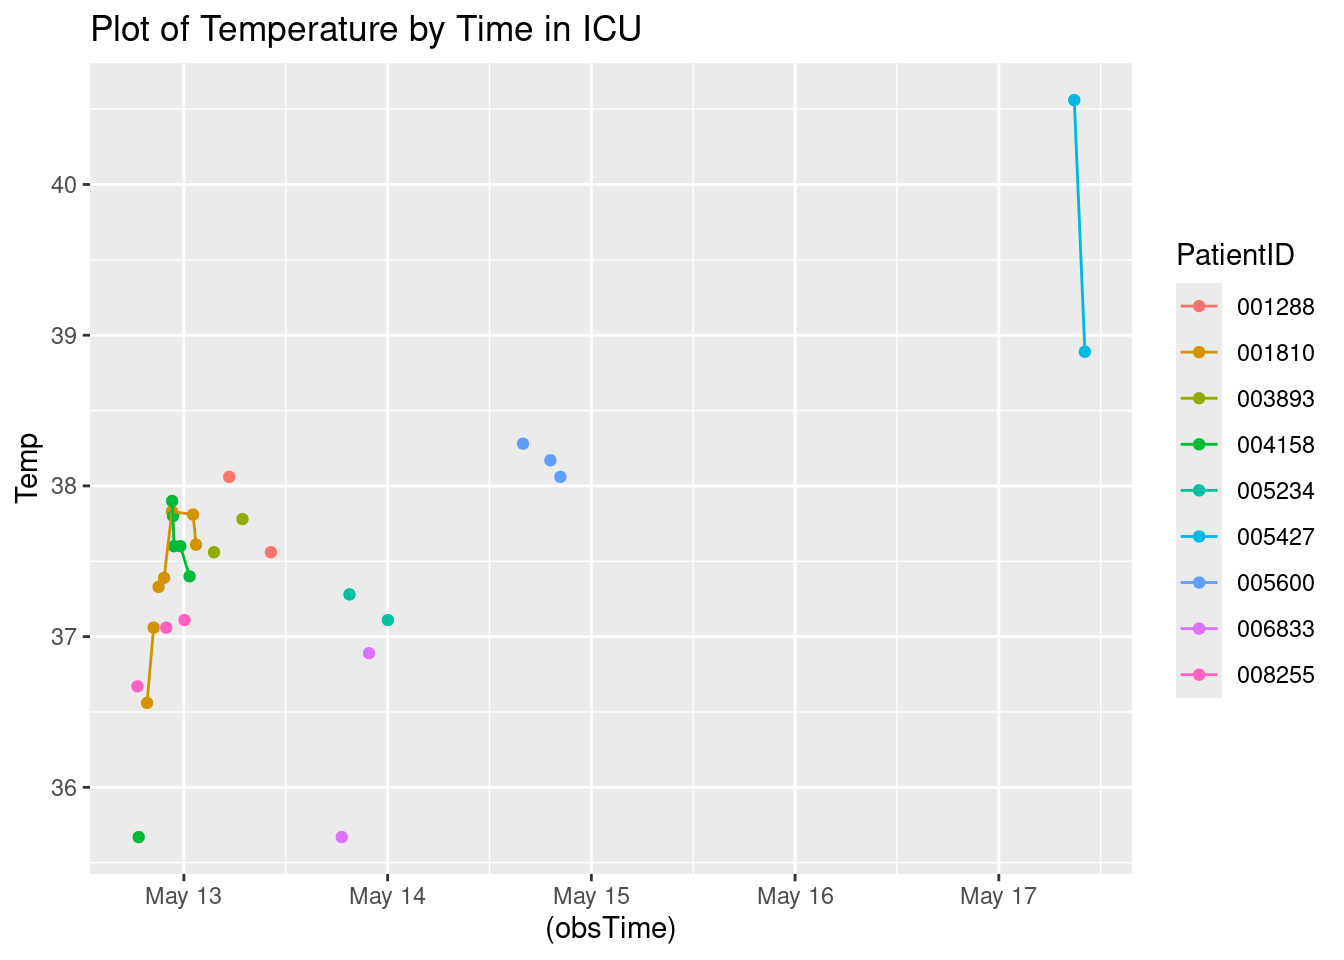 Plot of Temperature by Time in ICU
Temp
40
39
38
37
36
May 13
May 14
May 15
May 16
May 17
(obsTime)
PatientID
001288
001810
003893
004158
005234
005427
005600
006833
008255